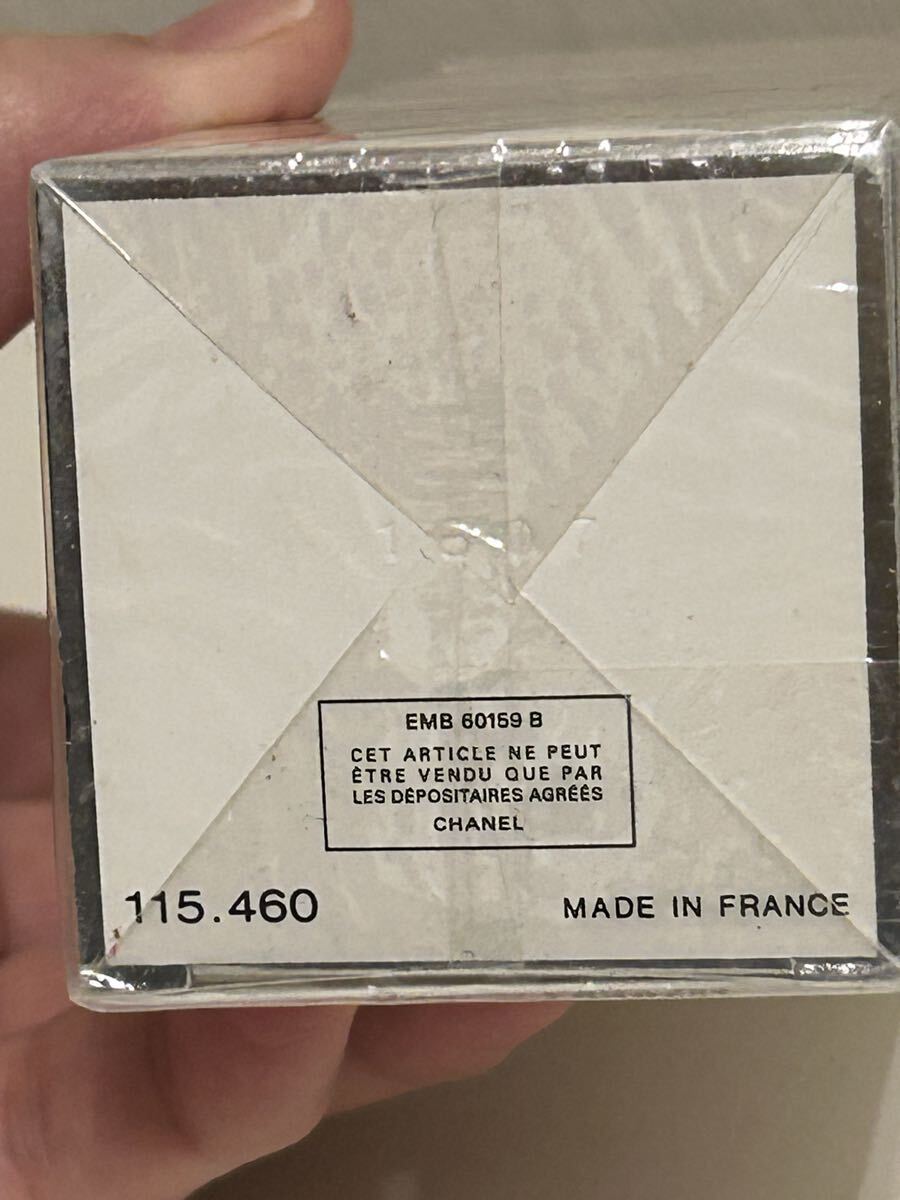 EMB 60159 B
CET ARTICLE NE PEUT
ÊTRE VENDU QUE PAR
LES DÉPOSITAIRES AGRÉÉS
CHANEL
115.460
MADE IN FRANCE